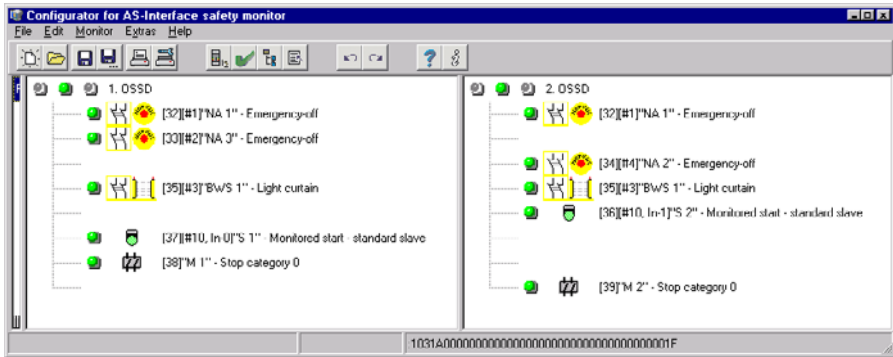 Configurator for AS-Interface safety monitor
File Edit Monitor Extras Help
1. OSSD
[32][#1]"NA 1" - Emergency-off
[33][#2]"NA 3" - Emergency-off
[35][#3]"BWS 1" - Light curtain
[37][#10, In-0]"S 1" - Monitored start - standard slave
[38]"M 1" - Stop category 0
2. OSSD
[32][#1]"NA 1" - Emergency-off
[34][#4]"NA 2" - Emergency-off
[35][#3]"BWS 1" - Light curtain
[36][#10, In-1]"S 2" - Monitored start - standard slave
[39]"M 2" - Stop category 0